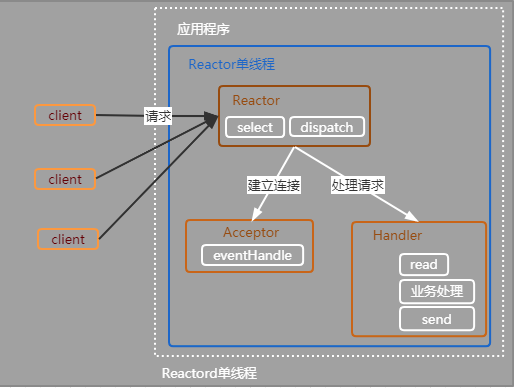 应用程序
Reactor单线程
Reactor
select
dispatch
client
请求
client
client
建立连接
处理请求
Acceptor
eventHandle
Handler
read
业务处理
send
Reactord单线程